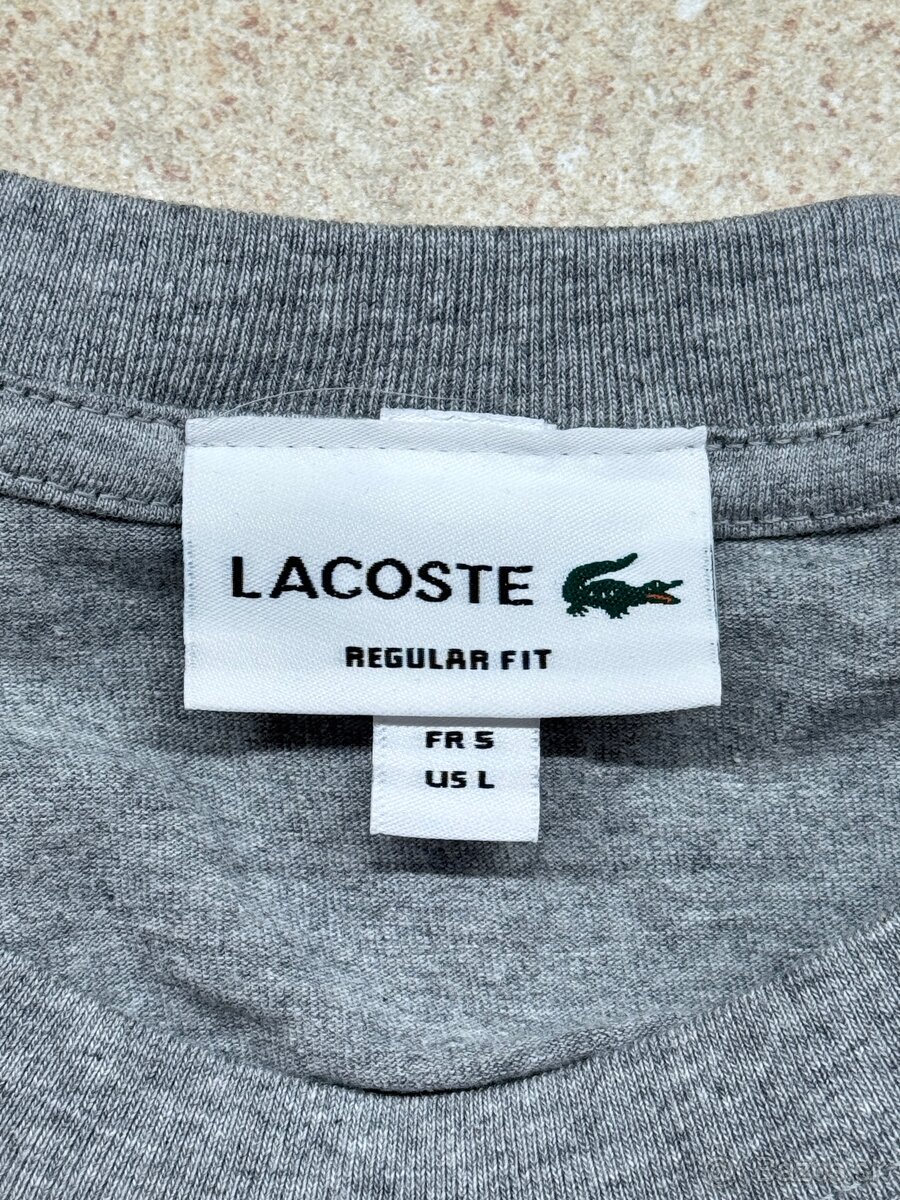 LACOSTE
REGULAR FIT
FR 5
US L